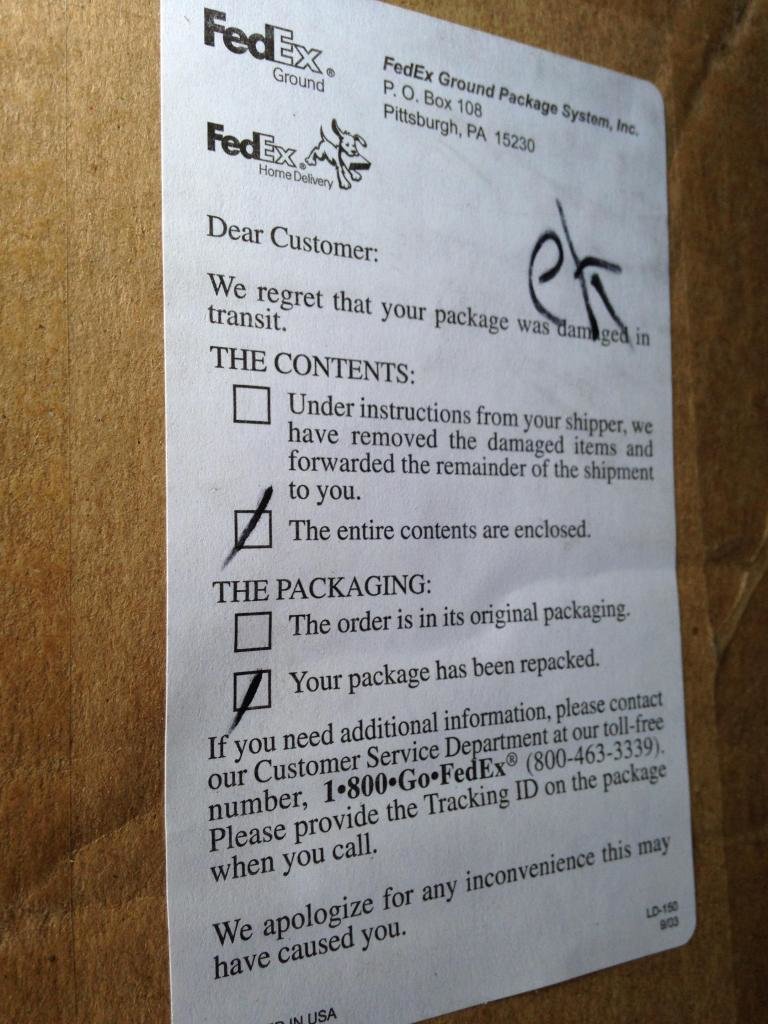 FedEx®
Ground
FedEx Ground Package System, Inc.
P. O. Box 108
Pittsburgh, PA 15230
FedEx®
Home Delivery
Dear Customer:
We regret that your package was damaged in
transit.
THE CONTENTS:
Under instructions from your shipper, we
have removed the damaged items and
forwarded the remainder of the shipment
to you.
The entire contents are enclosed.
THE PACKAGING:
The order is in its original packaging.
Your package has been repacked.
If you need additional information, please contact
our Customer Service Department at our toll-free
number, 1•800•Go•FedEx® (800-463-3339).
Please provide the Tracking ID on the package
when you call.
We apologize for any inconvenience this may
have caused you.
LD-150
9/03
D IN USA